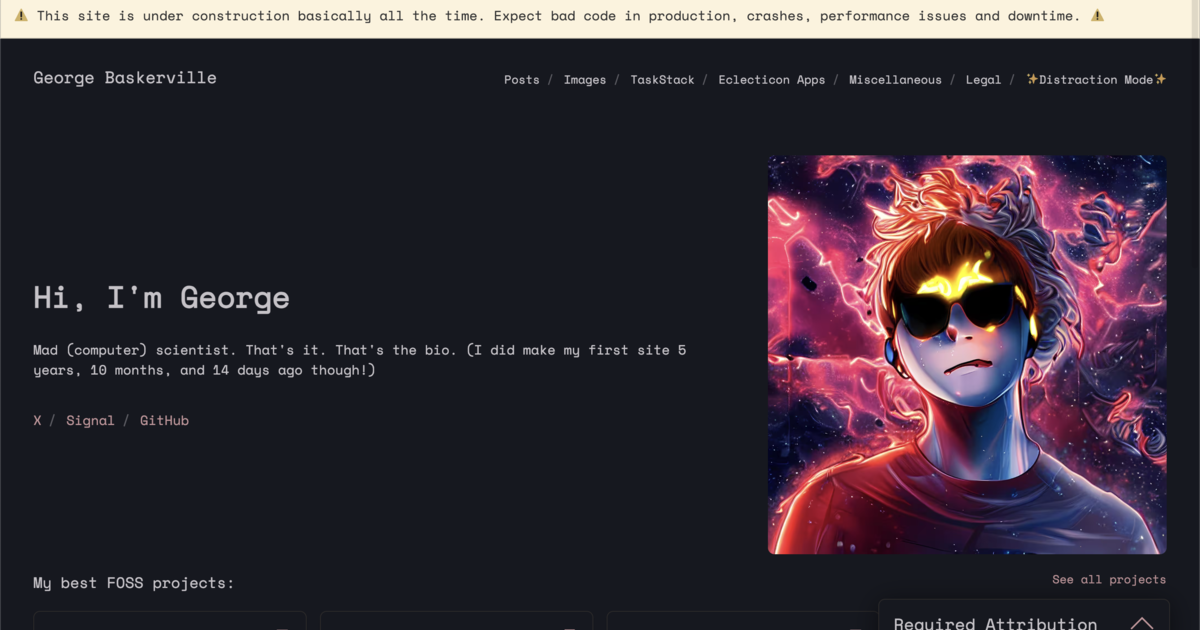 ⚠️ This site is under construction basically all the time. Expect bad code in production, crashes, performance issues and downtime. ⚠️
George Baskerville
Posts / Images / TaskStack / Eclecticon Apps / Miscellaneous / Legal / ✨Distraction Mode✨
Hi, I'm George
Mad (computer) scientist. That's it. That's the bio. (I did make my first site 5
years, 10 months, and 14 days ago though!)
X / Signal / GitHub
My best FOSS projects:
See all projects
Required Attribution